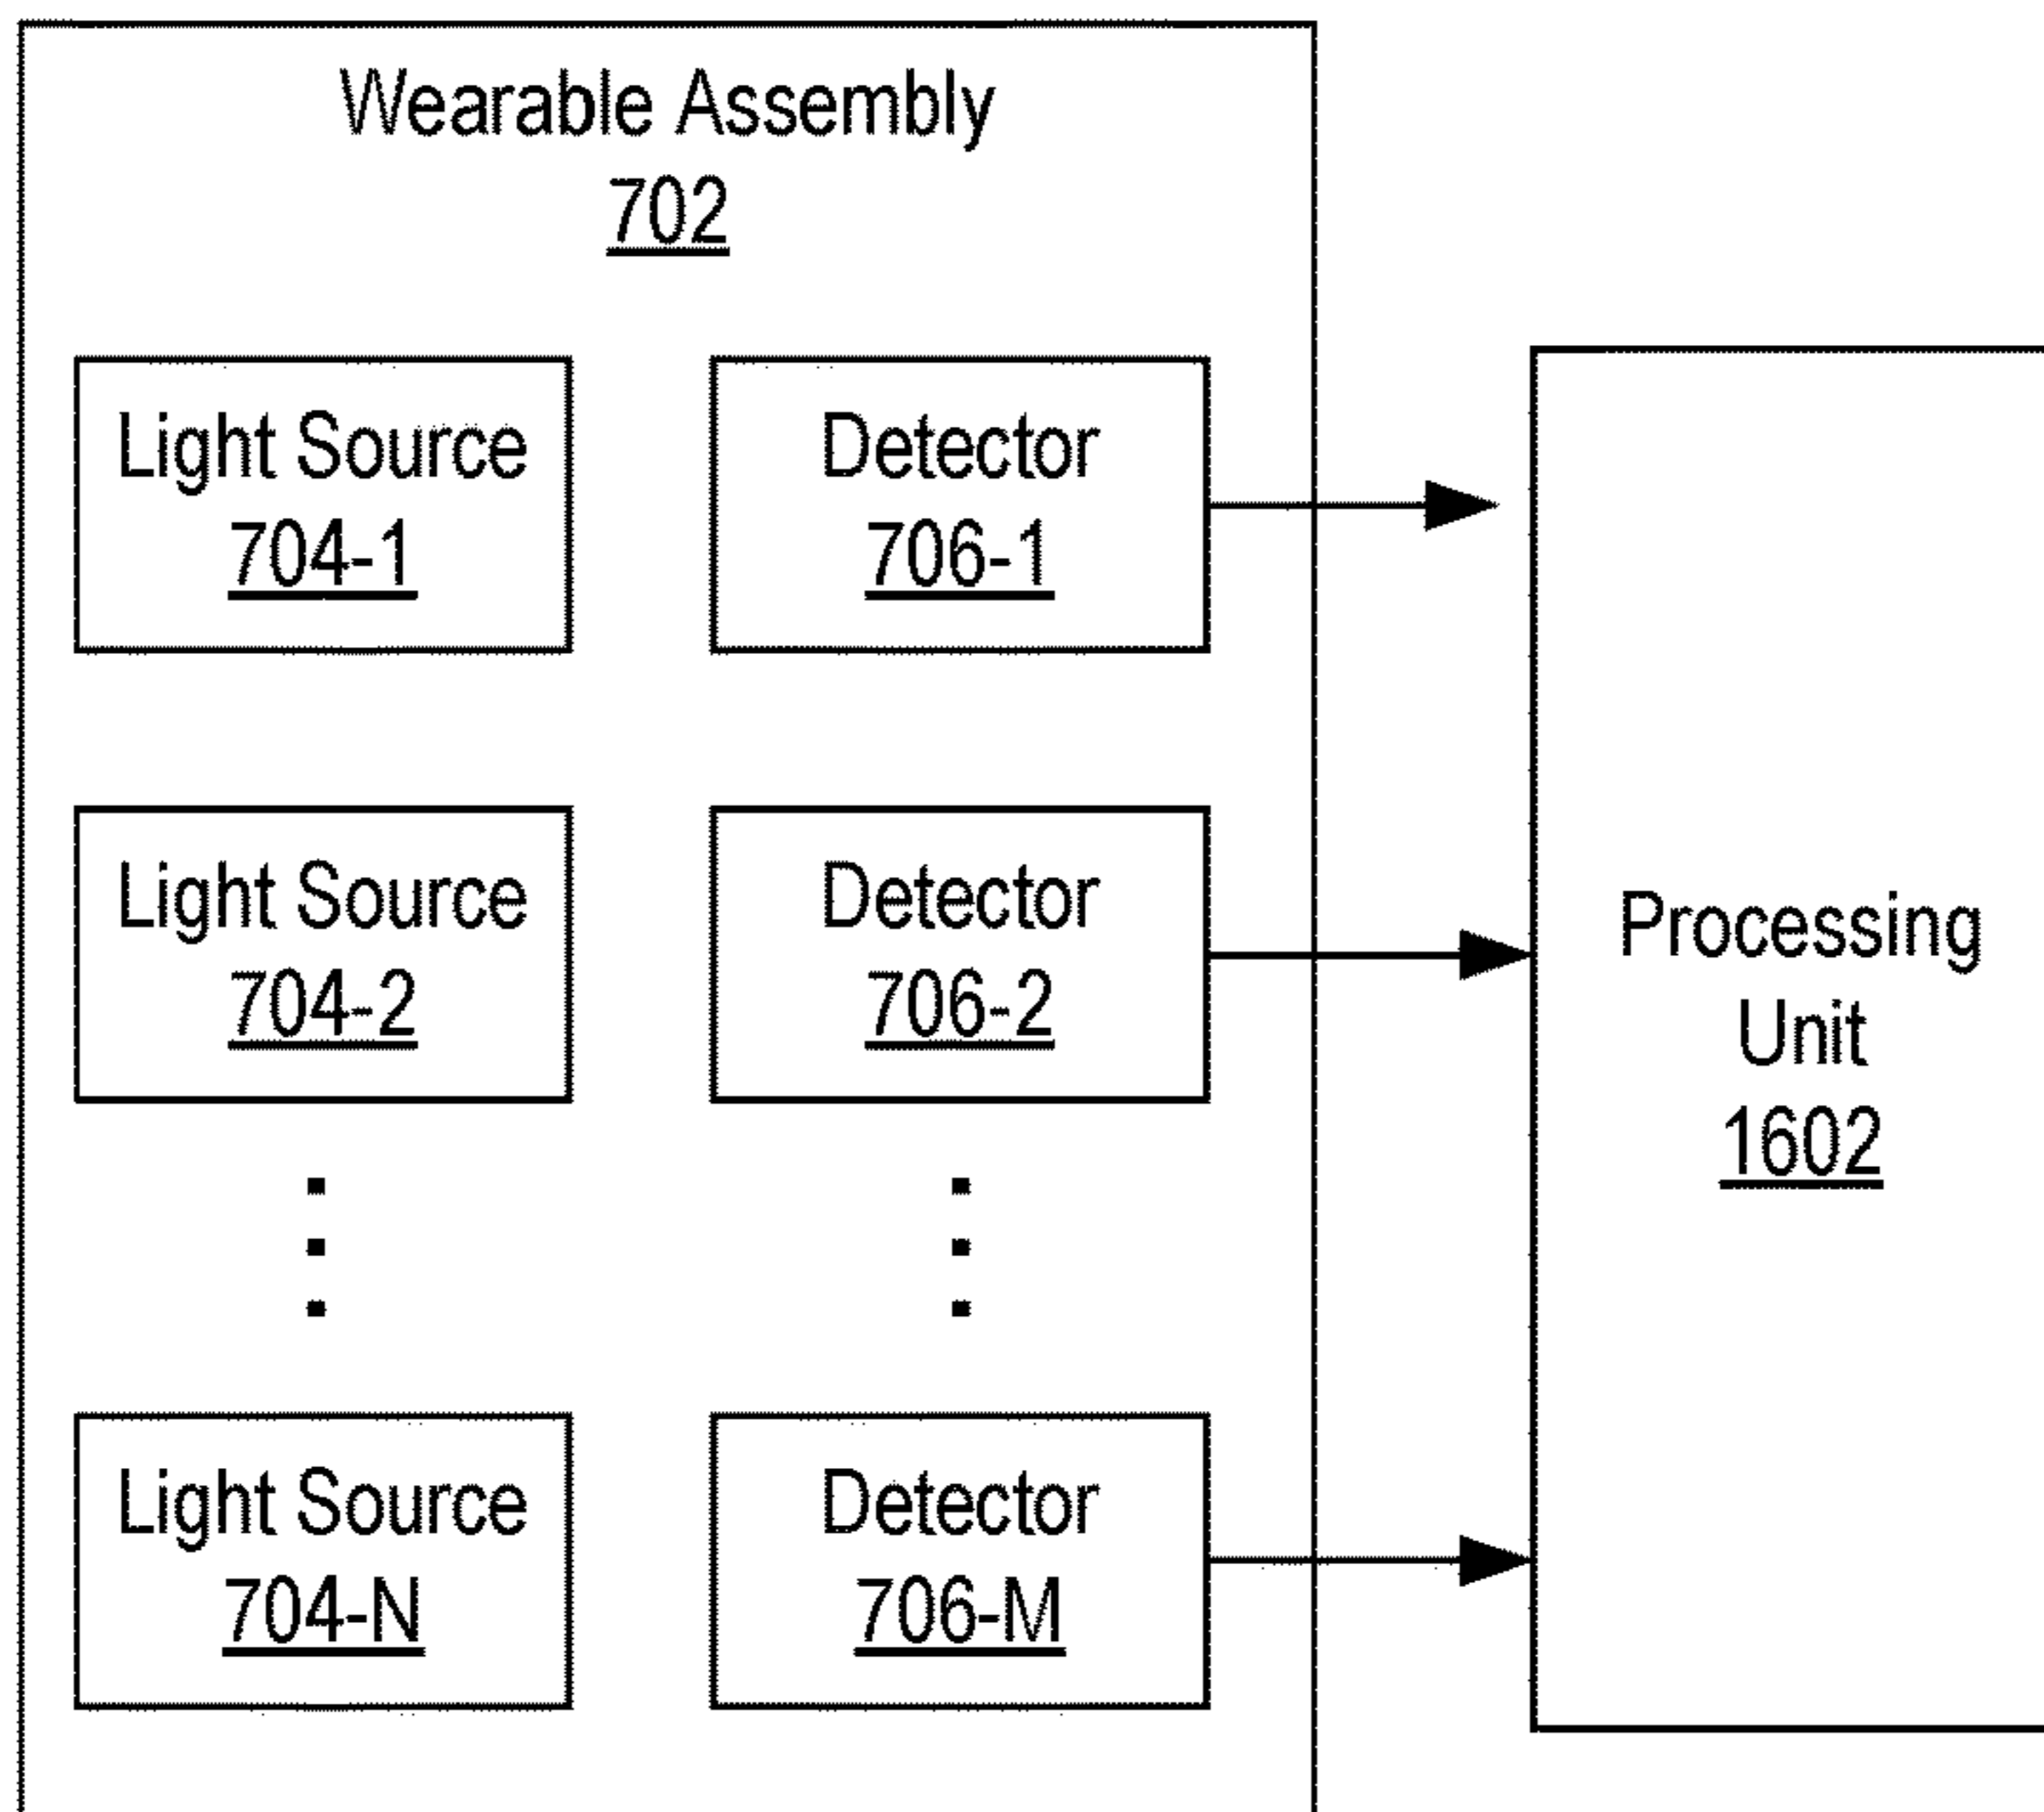 Wearable Assembly
702
Light Source
704-1
Detector
706-1
Light Source
704-2
Detector
706-2
Processing
Unit
1602
Light Source
704-N
Detector
706-M